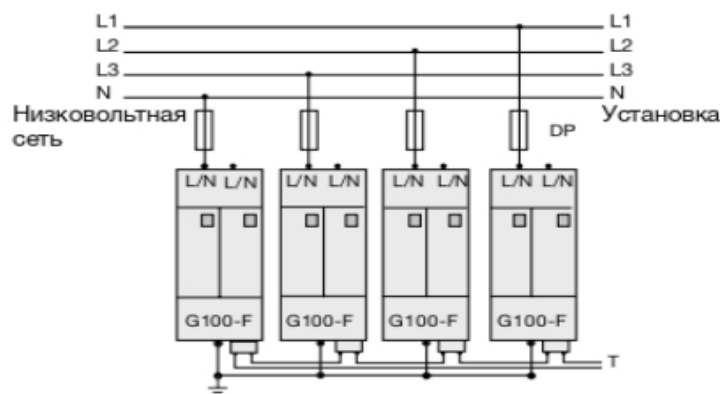 L1 L1
L2 L2
L3 L3
N N
Низковольтная сеть
Установка
DP
L/N L/N L/N L/N L/N L/N L/N L/N
G100-F G100-F G100-F G100-F
T